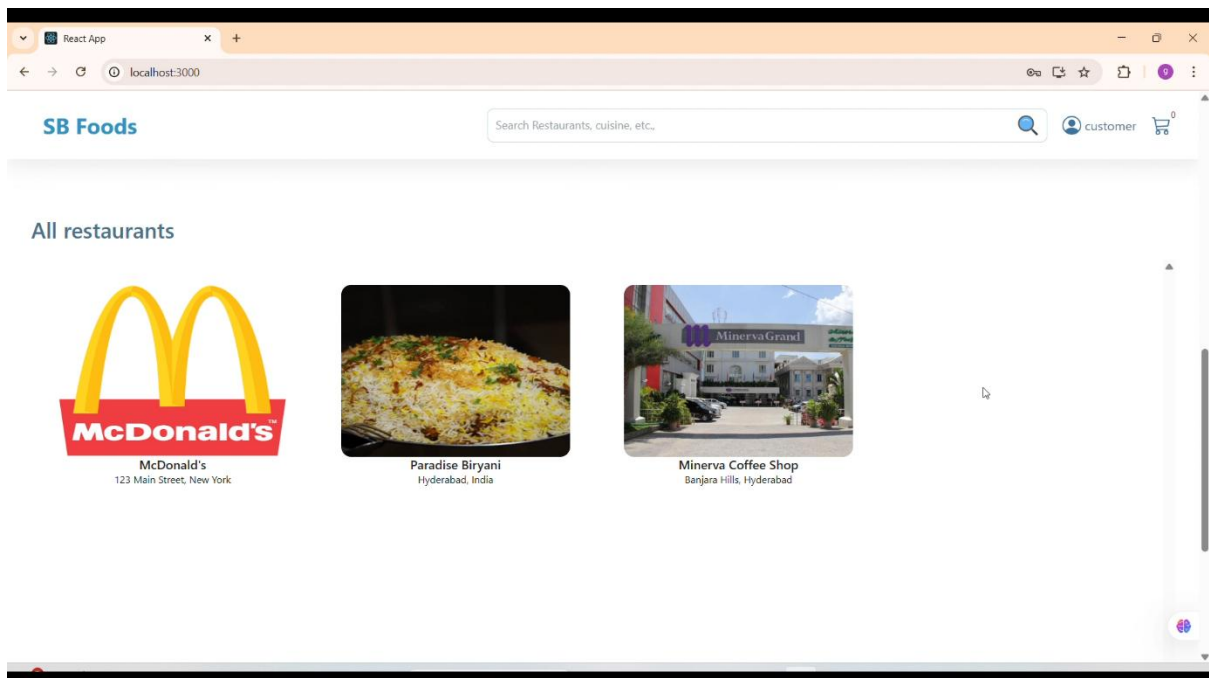 React App
localhost:3000
g
SB Foods
Search Restaurants, cuisine, etc.,
customer
0
All restaurants
McDonald's™
MinervaGrand
McDonald's
Paradise Biryani
Minerva Coffee Shop
123 Main Street, New York
Hyderabad, India
Banjara Hills, Hyderabad